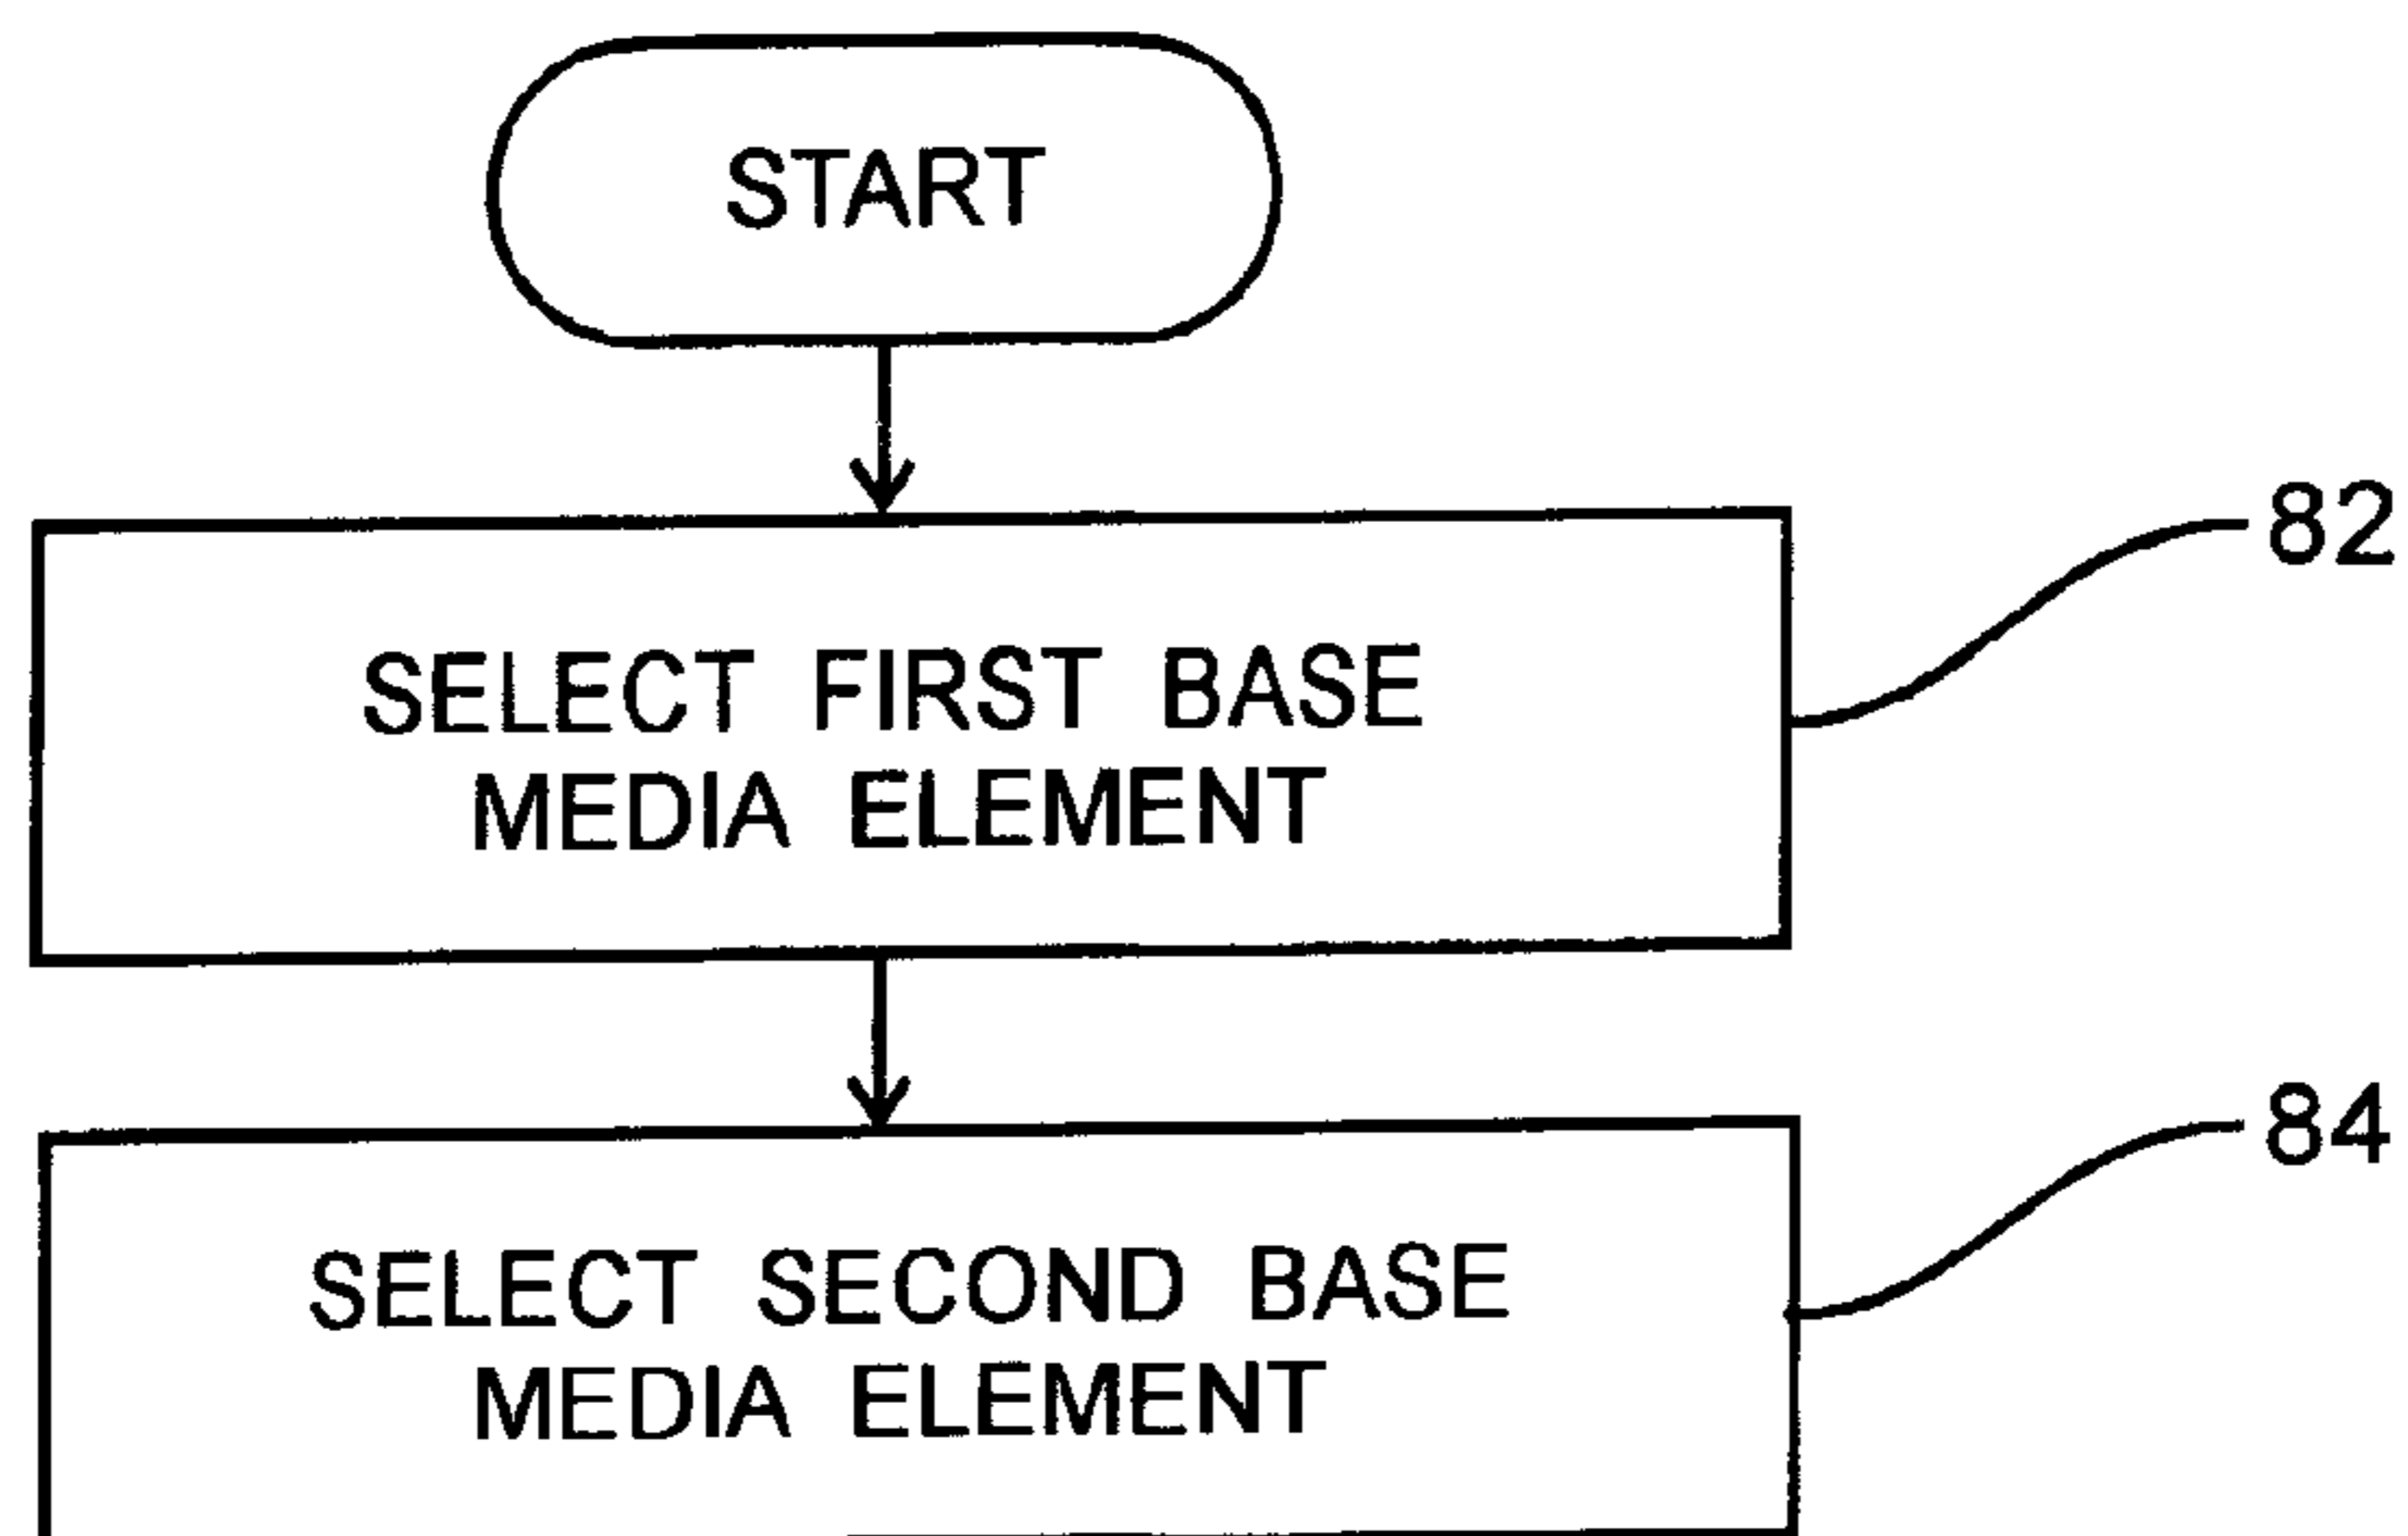 START
82
SELECT FIRST BASE
MEDIA ELEMENT
84
SELECT SECOND BASE
MEDIA ELEMENT